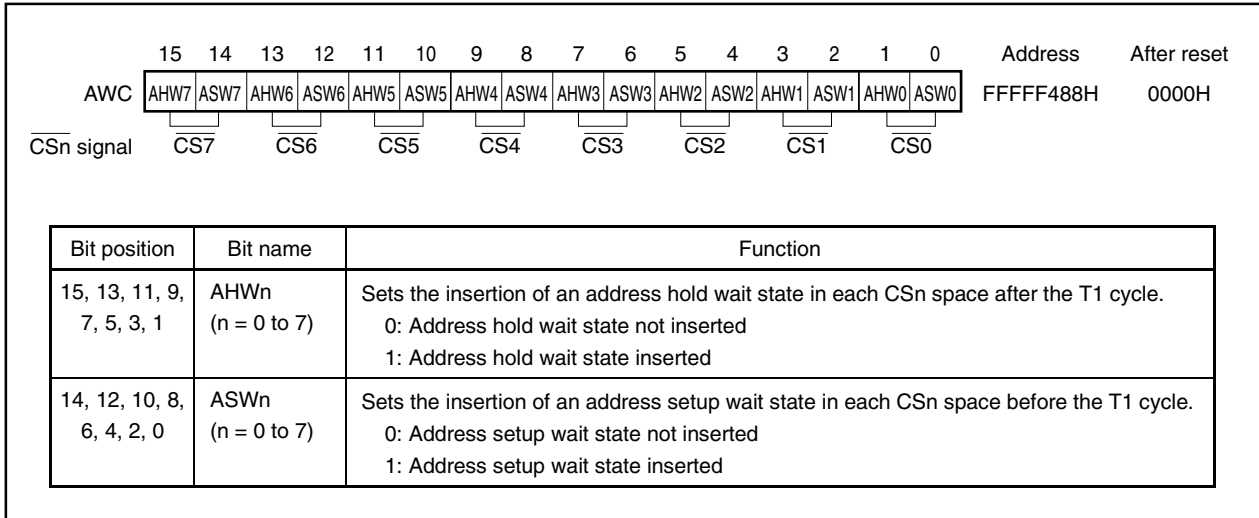 15 14 13 12 11 10 9 8 7 6 5 4 3 2 1 0 Address After reset
AWC AHW7 ASW7 AHW6 ASW6 AHW5 ASW5 AHW4 ASW4 AHW3 ASW3 AHW2 ASW2 AHW1 ASW1 AHW0 ASW0 FFFFF488H 0000H
CSn signal CS7 CS6 CS5 CS4 CS3 CS2 CS1 CS0
Bit position Bit name Function
15, 13, 11, 9, AHWn Sets the insertion of an address hold wait state in each CSn space after the T1 cycle.
7, 5, 3, 1 (n = 0 to 7) 0: Address hold wait state not inserted
1: Address hold wait state inserted
14, 12, 10, 8, ASWn Sets the insertion of an address setup wait state in each CSn space before the T1 cycle.
6, 4, 2, 0 (n = 0 to 7) 0: Address setup wait state not inserted
1: Address setup wait state inserted